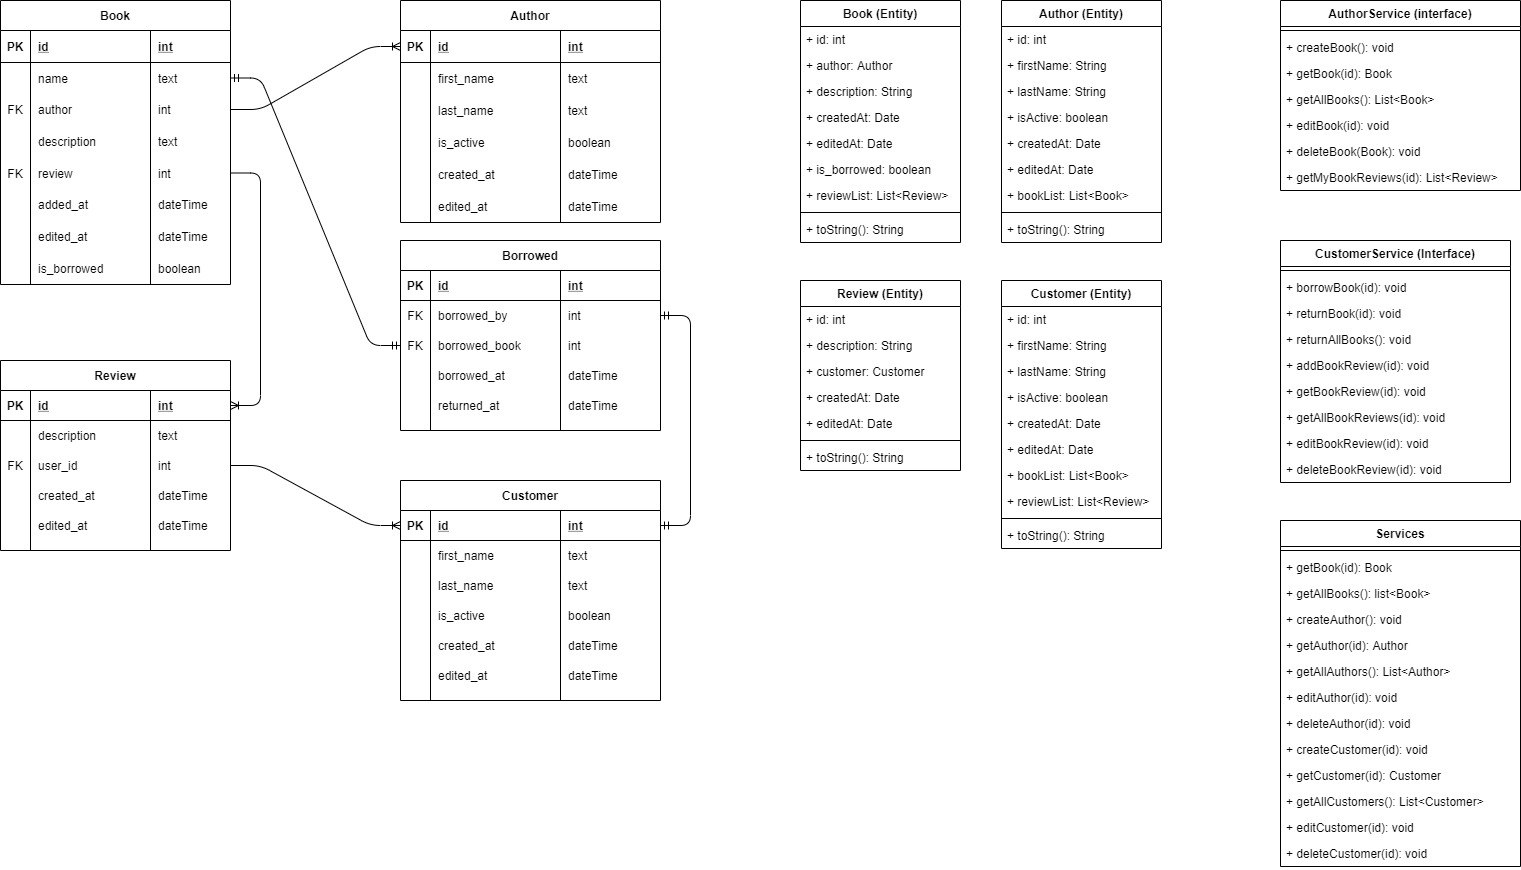 Book
PK id int
name text
FK author int
description text
FK review int
added_at dateTime
edited_at dateTime
is_borrowed boolean
Review
PK id int
description text
FK user_id int
created_at dateTime
edited_at dateTime
Author
PK id int
first_name text
last_name text
is_active boolean
created_at dateTime
edited_at dateTime
Borrowed
PK id int
FK borrowed_by int
FK borrowed_book int
borrowed_at dateTime
returned_at dateTime
Customer
PK id int
first_name text
last_name text
is_active boolean
created_at dateTime
edited_at dateTime
Book (Entity)
+ id: int
+ author: Author
+ description: String
+ createdAt: Date
+ editedAt: Date
+ is_borrowed: boolean
+ reviewList: List<Review>
+ toString(): String
Author (Entity)
+ id: int
+ firstName: String
+ lastName: String
+ isActive: boolean
+ createdAt: Date
+ editedAt: Date
+ bookList: List<Book>
+ toString(): String
Review (Entity)
+ id: int
+ description: String
+ customer: Customer
+ createdAt: Date
+ editedAt: Date
+ toString(): String
Customer (Entity)
+ id: int
+ firstName: String
+ lastName: String
+ isActive: boolean
+ createdAt: Date
+ editedAt: Date
+ bookList: List<Book>
+ reviewList: List<Review>
+ toString(): String
AuthorService (interface)
+ createBook(): void
+ getBook(id): Book
+ getAllBooks(): List<Book>
+ editBook(id): void
+ deleteBook(Book): void
+ getMyBookReviews(id): List<Review>
CustomerService (Interface)
+ borrowBook(id): void
+ returnBook(id): void
+ returnAllBooks(): void
+ addBookReview(id): void
+ getBookReview(id): void
+ getAllBookReviews(id): void
+ editBookReview(id): void
+ deleteBookReview(id): void
Services
+ getBook(id): Book
+ getAllBooks(): list<Book>
+ createAuthor(): void
+ getAuthor(id): Author
+ getAllAuthors(): List<Author>
+ editAuthor(id): void
+ deleteAuthor(id): void
+ createCustomer(id): void
+ getCustomer(id): Customer
+ getAllCustomers(): List<Customer>
+ editCustomer(id): void
+ deleteCustomer(id): void